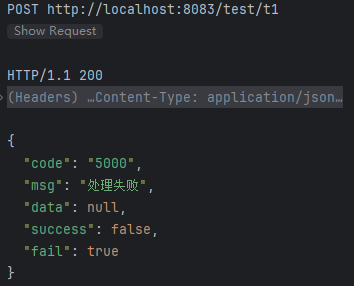 POST http://localhost:8083/test/t1
Show Request
HTTP/1.1 200
(Headers) …Content-Type: application/json…
{
"code": "5000",
"msg": "处理失败",
"data": null,
"success": false,
"fail": true
}